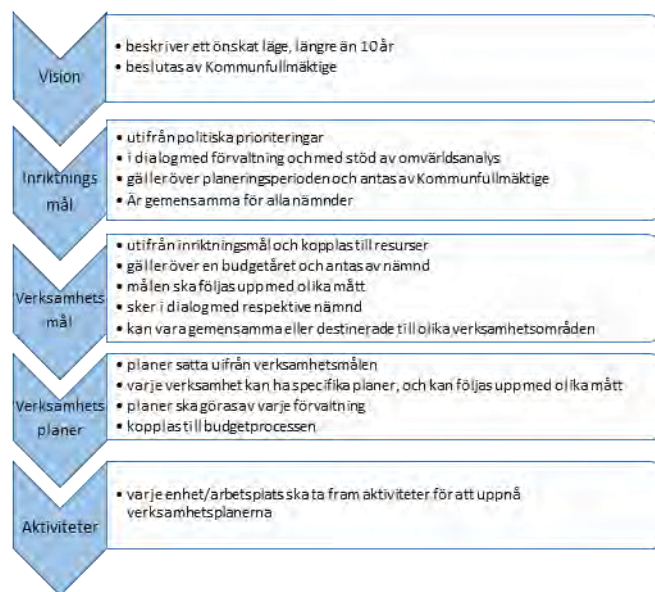 Vision
• beskriver ett önskat läge, längre än 10 år
• beslutas av Kommunfullmäktige
Inriktnings
mål
• utifrån politiska prioriteringar
• i dialog med förvaltning och med stöd av omvärldsanalys
• gäller över planeringsperioden och antas av Kommunfullmäktige
• Är gemensamma för alla nämnder
Verksamhets
mål
• utifrån inriktningsmål och kopplas till resurser
• gäller över en budgetåret och antas av nämnd
• målen ska följas upp med olika mått
• sker i dialog med respektive nämnd
• kan vara gemensamma eller destinerade till olika verksamhetsområden
Verksamhets
planer
• planer satta uifrån verksamhetsmålen
• varje verksamhet kan ha specifika planer, och kan följas upp med olika mått
• planer ska göras av varje förvaltning
• kopplas till budgetprocessen
Aktiviteter
• varje enhet/arbetsplats ska ta fram aktiviteter för att uppnå
verksamhetsplanerna